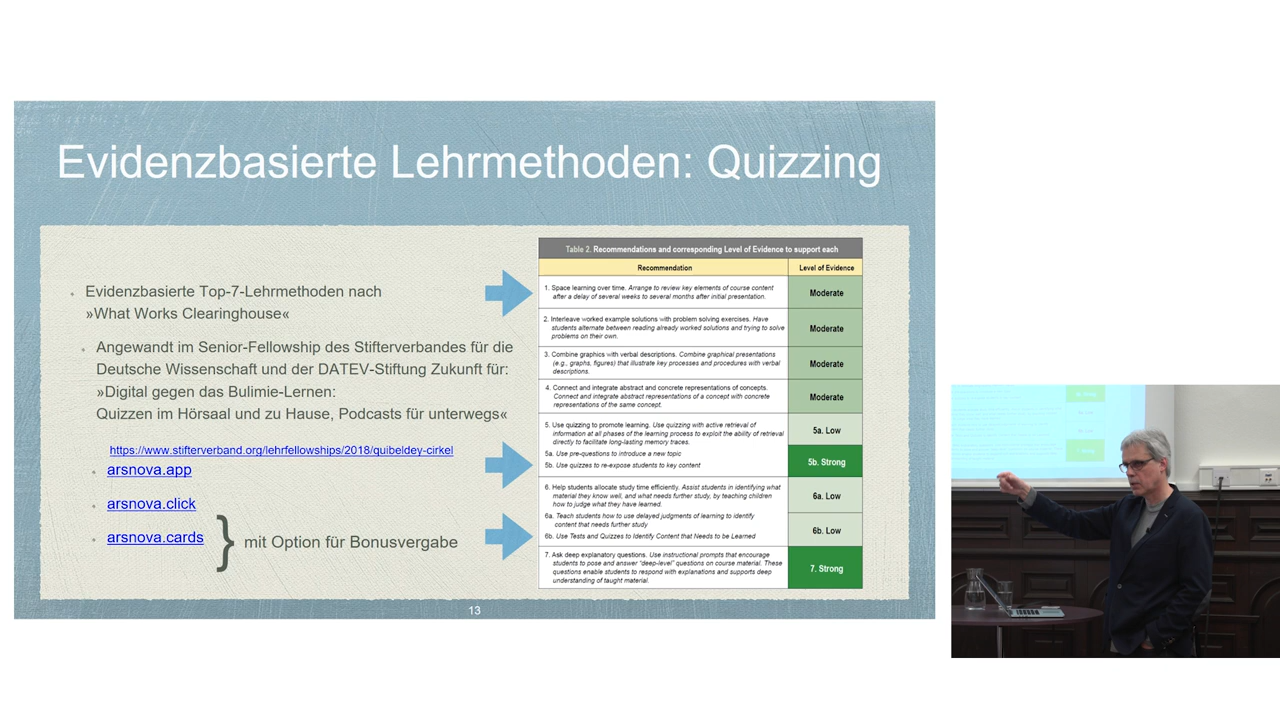 Evidenzbasierte Lehrmethoden: Quizzing
Evidenzbasierte Top-7-Lehrmethoden nach
»What Works Clearinghouse«
Angewandt im Senior-Fellowship des Stifterverbandes für die
Deutsche Wissenschaft und der DATEV-Stiftung Zukunft für:
»Digital gegen das Bulimie-Lernen:
Quizzen im Hörsaal und zu Hause, Podcasts für unterwegs«
https://www.stifterverband.org/lehrfellowships/2018/quibeldey-cirkel
arsnova.app
arsnova.click
arsnova.cards
mit Option für Bonusvergabe
Table 2. Recommendations and corresponding Level of Evidence to support each
Recommendation Level of Evidence
1. Space learning over time. Arrange to review key elements of course content
after a delay of several weeks to several months after initial presentation.
Moderate
2. Interleave worked example solutions with problem solving exercises. Have
students alternate between reading already worked solutions and trying to solve
problems on their own.
Moderate
3. Combine graphics with verbal descriptions. Combine graphical presentations
(e.g., graphs, figures) that illustrate key processes and procedures with verbal
descriptions.
Moderate
4. Connect and integrate abstract and concrete representations of concepts.
Connect and integrate abstract representations of a concept with concrete
representations of the same concept.
Moderate
5. Use quizzing to promote learning. Use quizzing with active retrieval of
information at all phases of the learning process to exploit the ability of retrieval
directly to facilitate long-lasting memory traces.
5a. Low
5a. Use pre-questions to introduce a new topic
5b. Use quizzes to re-expose students to key content
5b. Strong
6. Help students allocate study time efficiently. Assist students in identifying what
material they know well, and what needs further study, by teaching children
how to judge what they have learned.
6a. Low
6a. Teach students how to use delayed judgments of learning to identify
content that needs further study
6b. Use Tests and Quizzes to Identify Content that Needs to be Learned
6b. Low
7. Ask deep explanatory questions. Use instructional prompts that encourage
students to pose and answer “deep-level” questions on course material. These
questions enable students to respond with explanations and supports deep
understanding of taught material.
7. Strong
13